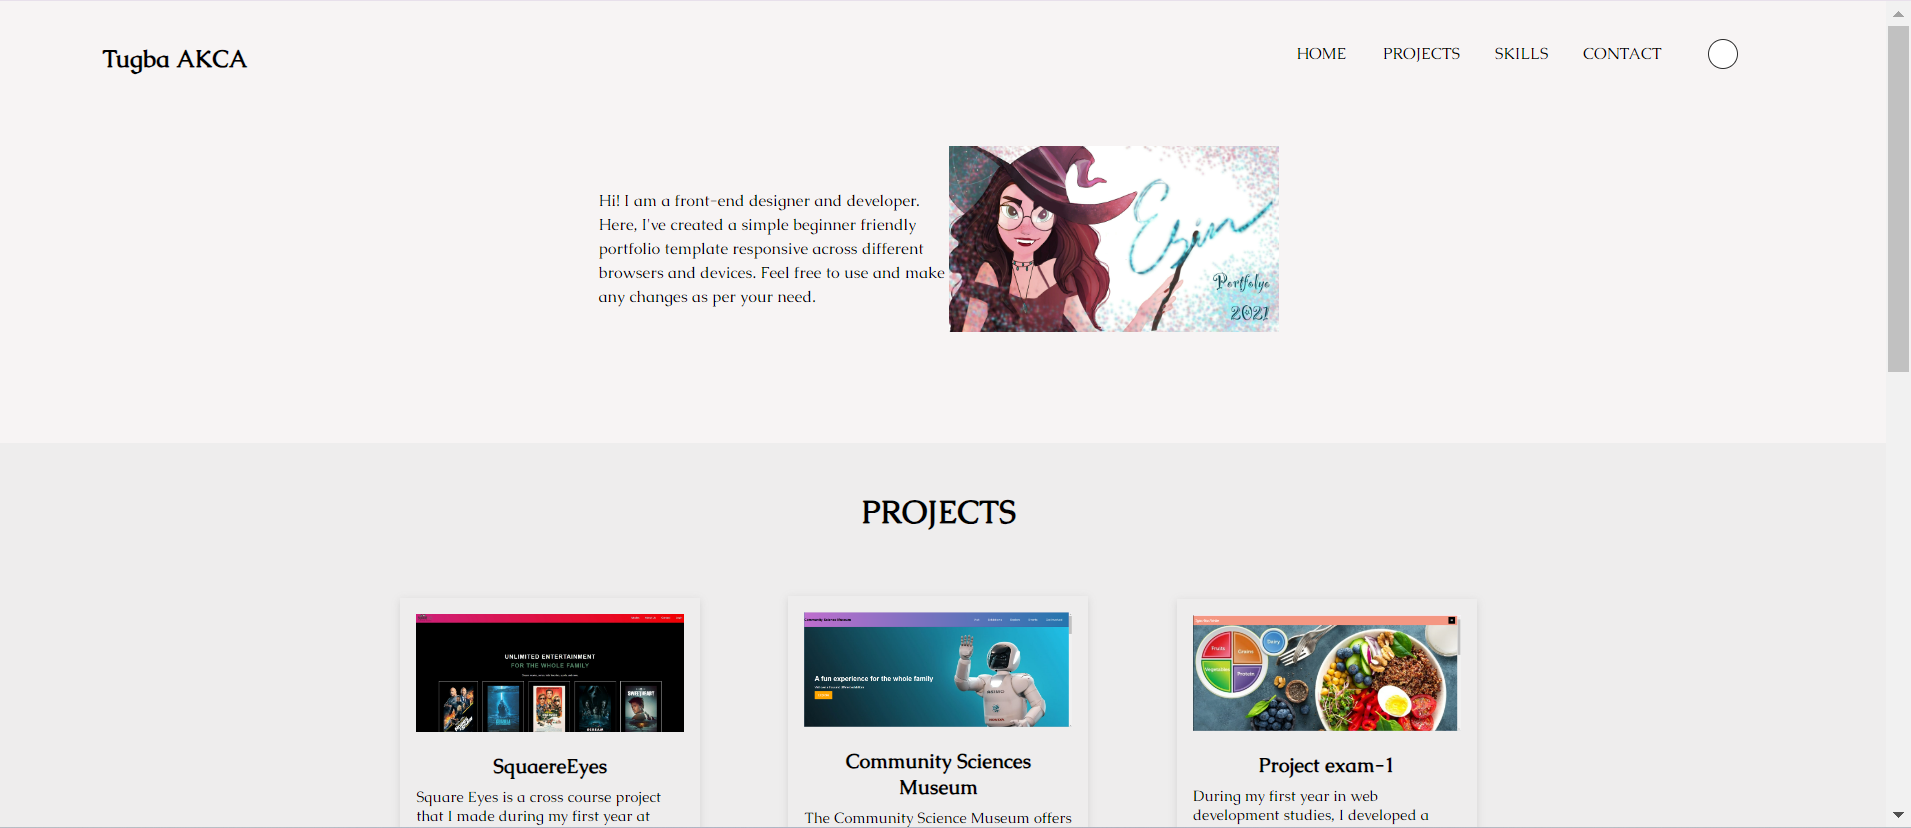 Tugba AKCA
HOME PROJECTS SKILLS CONTACT
Hi! I am a front-end designer and developer.
Here, I've created a simple beginner friendly
portfolio template responsive across different
browsers and devices. Feel free to use and make
any changes as per your need.
Portfolyo
2021
PROJECTS
UNLIMITED ENTERTAINMENT
FOR THE WHOLE FAMILY
SquaereEyes
Square Eyes is a cross course project
that I made during my first year at
Community Science Museum
A fun experience for the whole family
Community Sciences
Museum
The Community Science Museum offers
Fruits
Grains
Dairy
Vegetables
Protein
Project exam-1
During my first year in web
development studies, I developed a